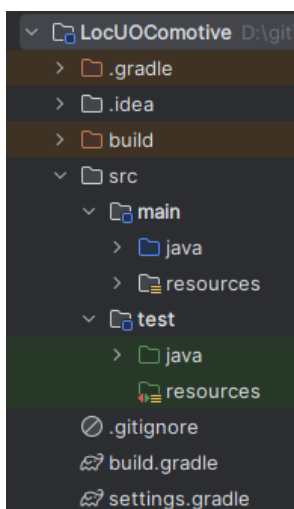 LocUOComotive D:\git
.gradle
.idea
build
src
main
java
resources
test
java
resources
.gitignore
build.gradle
settings.gradle